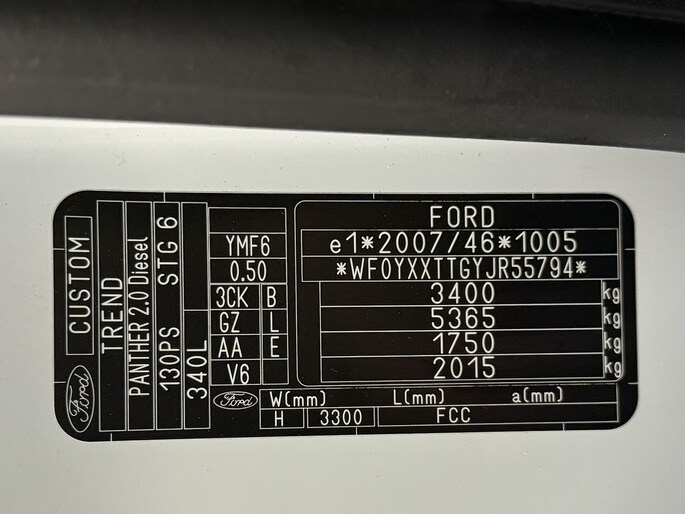 CUSTOM
TREND
PANTHER 2.0 Diesel
130PS STG 6
340L
Ford
YMF6
0.50
3CK B
GZ L
AA E
V6
FORD
e1*2007/46*1005
*WF0YXXTTGYJR55794*
3400 kg
5365 kg
1750 kg
2015 kg
Ford W(mm) L(mm) a(mm)
H 3300 FCC